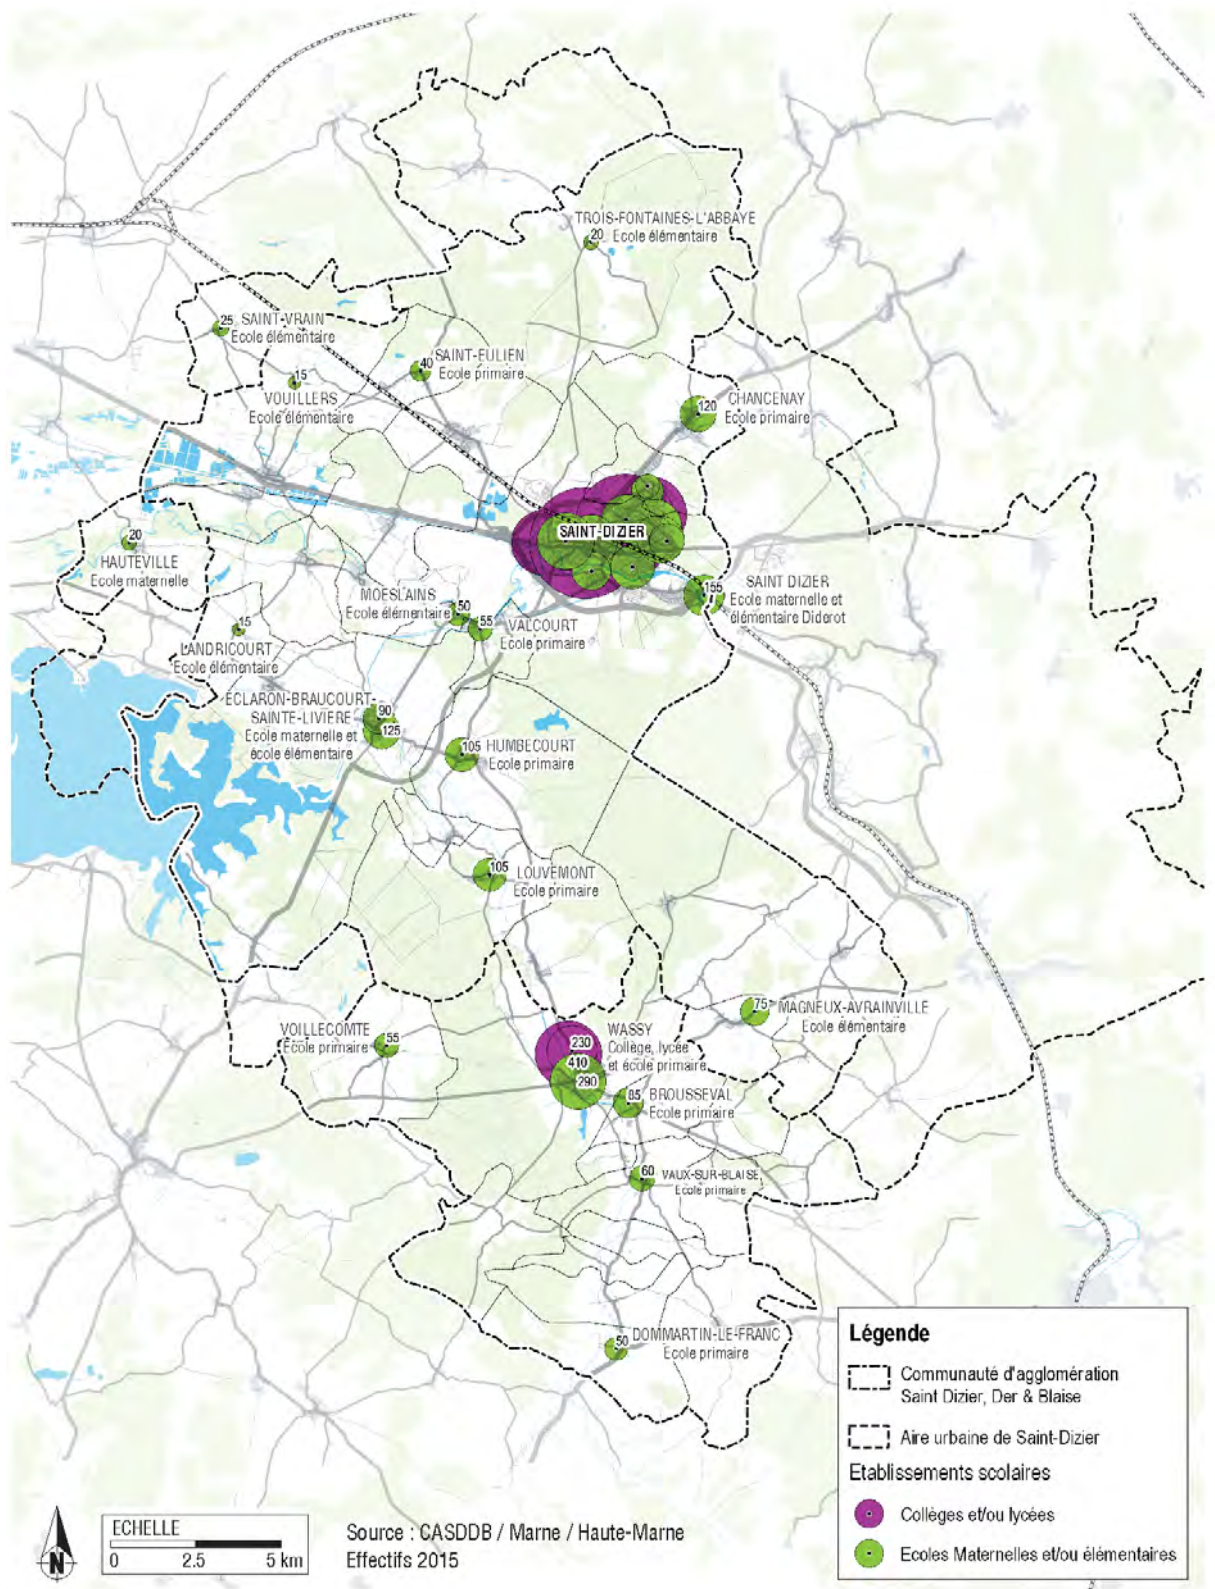 TROIS-FONTAINES-L'ABBAYE
20
Ecole élémentaire
25
SAINT-VRAIN
Ecole élémentaire
15
VOUILLERS
Ecole élémentaire
SAINT-EULIEN
40
Ecole primaire
120
CHANCENAY
Ecole primaire
SAINT-DIZIER
20
HAUTEVILLE
Ecole maternelle
MOESLAINS
Ecole élémentaire
50
55
VALCOURT
Ecole primaire
155
SAINT DIZIER
Ecole maternelle et
élémentaire Diderot
15
LANDRICOURT
Ecole élémentaire
ÉCLARON-BRAUCOURT-
SAINTE-LIVIERE
Ecole maternelle et
école élémentaire
90
125
105
HUMBECOURT
Ecole primaire
105
LOUVEMONT
Ecole primaire
VOILLECOMTE
Ecole primaire
55
75
MAGNEUX-AVRAINVILLE
Ecole élémentaire
WASSY
Collège, lycée
et école primaire
230
410
290
85
BROUSSEVAL
Ecole primaire
60
VAUX-SUR-BLAISE
Ecole primaire
50
DOMMARTIN-LE-FRANC
Ecole primaire
Légende
Communauté d'agglomération
Saint Dizier, Der & Blaise
Aire urbaine de Saint-Dizier
Etablissements scolaires
Collèges et/ou lycées
Ecoles Maternelles et/ou élémentaires
N
ECHELLE
0 2.5 5 km
Source : CASDDB / Marne / Haute-Marne
Effectifs 2015